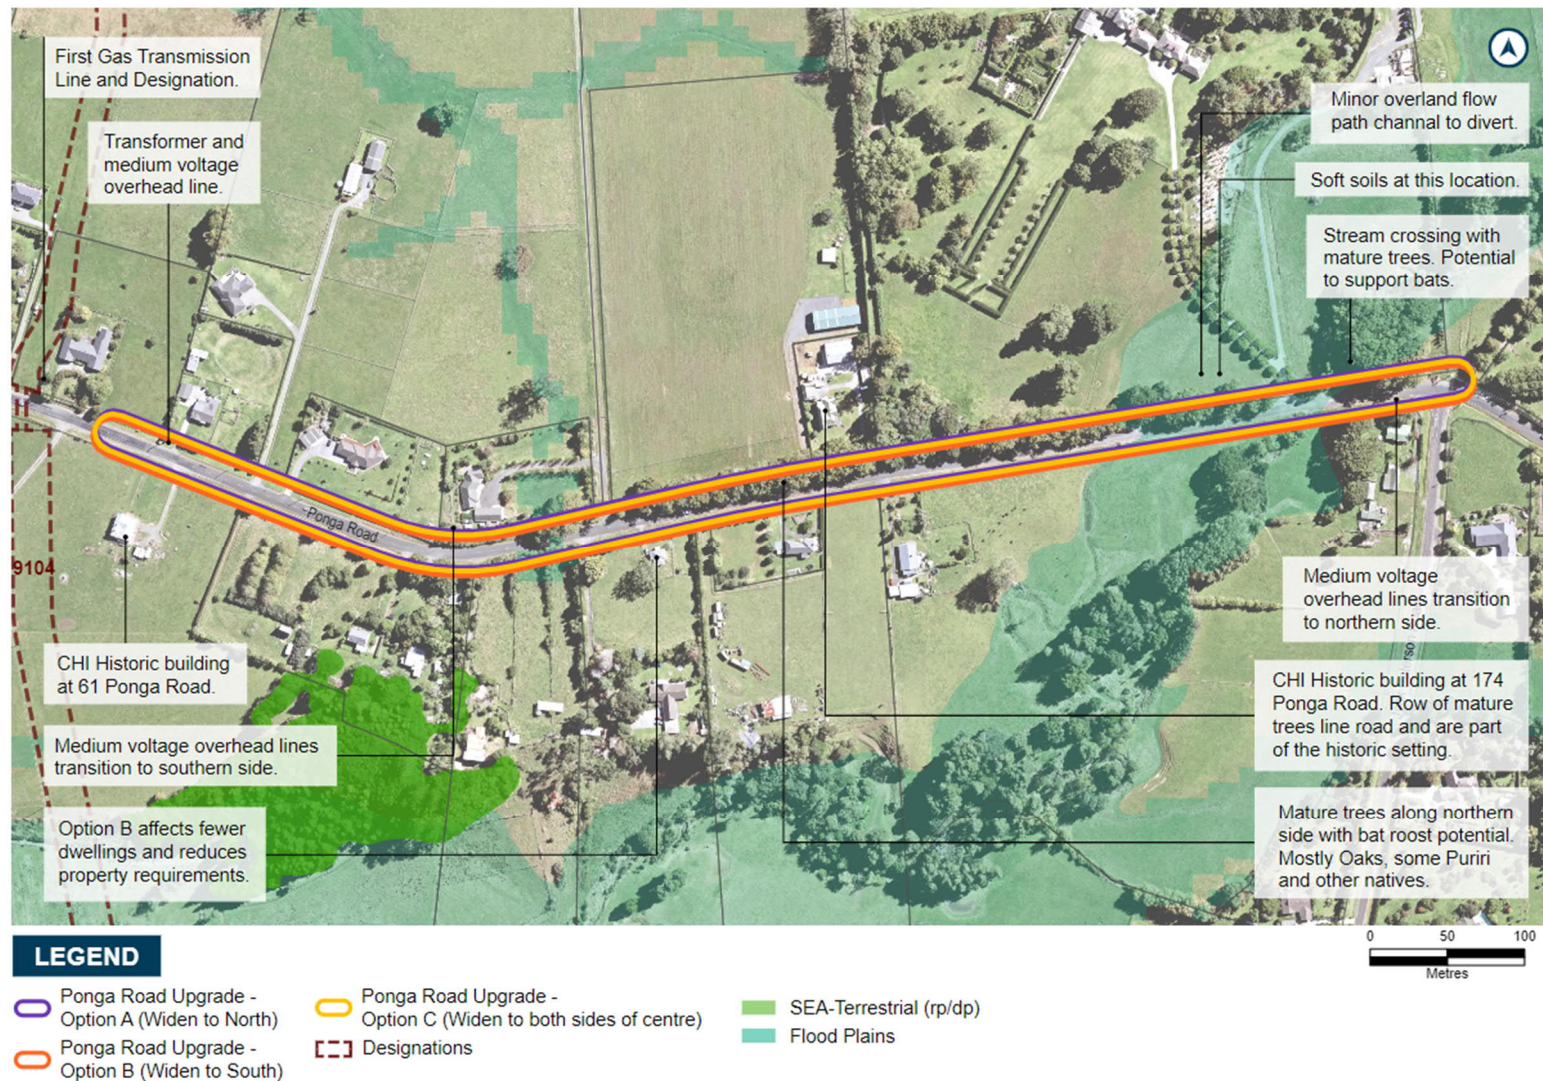 First Gas Transmission
Line and Designation.
Transformer and
medium voltage
overhead line.
Minor overland flow
path channal to divert.
Soft soils at this location.
Stream crossing with
mature trees. Potential
to support bats.
Ponga Road
9104
CHI Historic building
at 61 Ponga Road.
Medium voltage overhead lines
transition to southern side.
Option B affects fewer
dwellings and reduces
property requirements.
Medium voltage
overhead lines transition
to northern side.
CHI Historic building at 174
Ponga Road. Row of mature
trees line road and are part
of the historic setting.
Mature trees along northern
side with bat roost potential.
Mostly Oaks, some Puriri
and other natives.
0 50 100
Metres
LEGEND
Ponga Road Upgrade -
Option A (Widen to North)
Ponga Road Upgrade -
Option B (Widen to South)
Ponga Road Upgrade -
Option C (Widen to both sides of centre)
Designations
SEA-Terrestrial (rp/dp)
Flood Plains